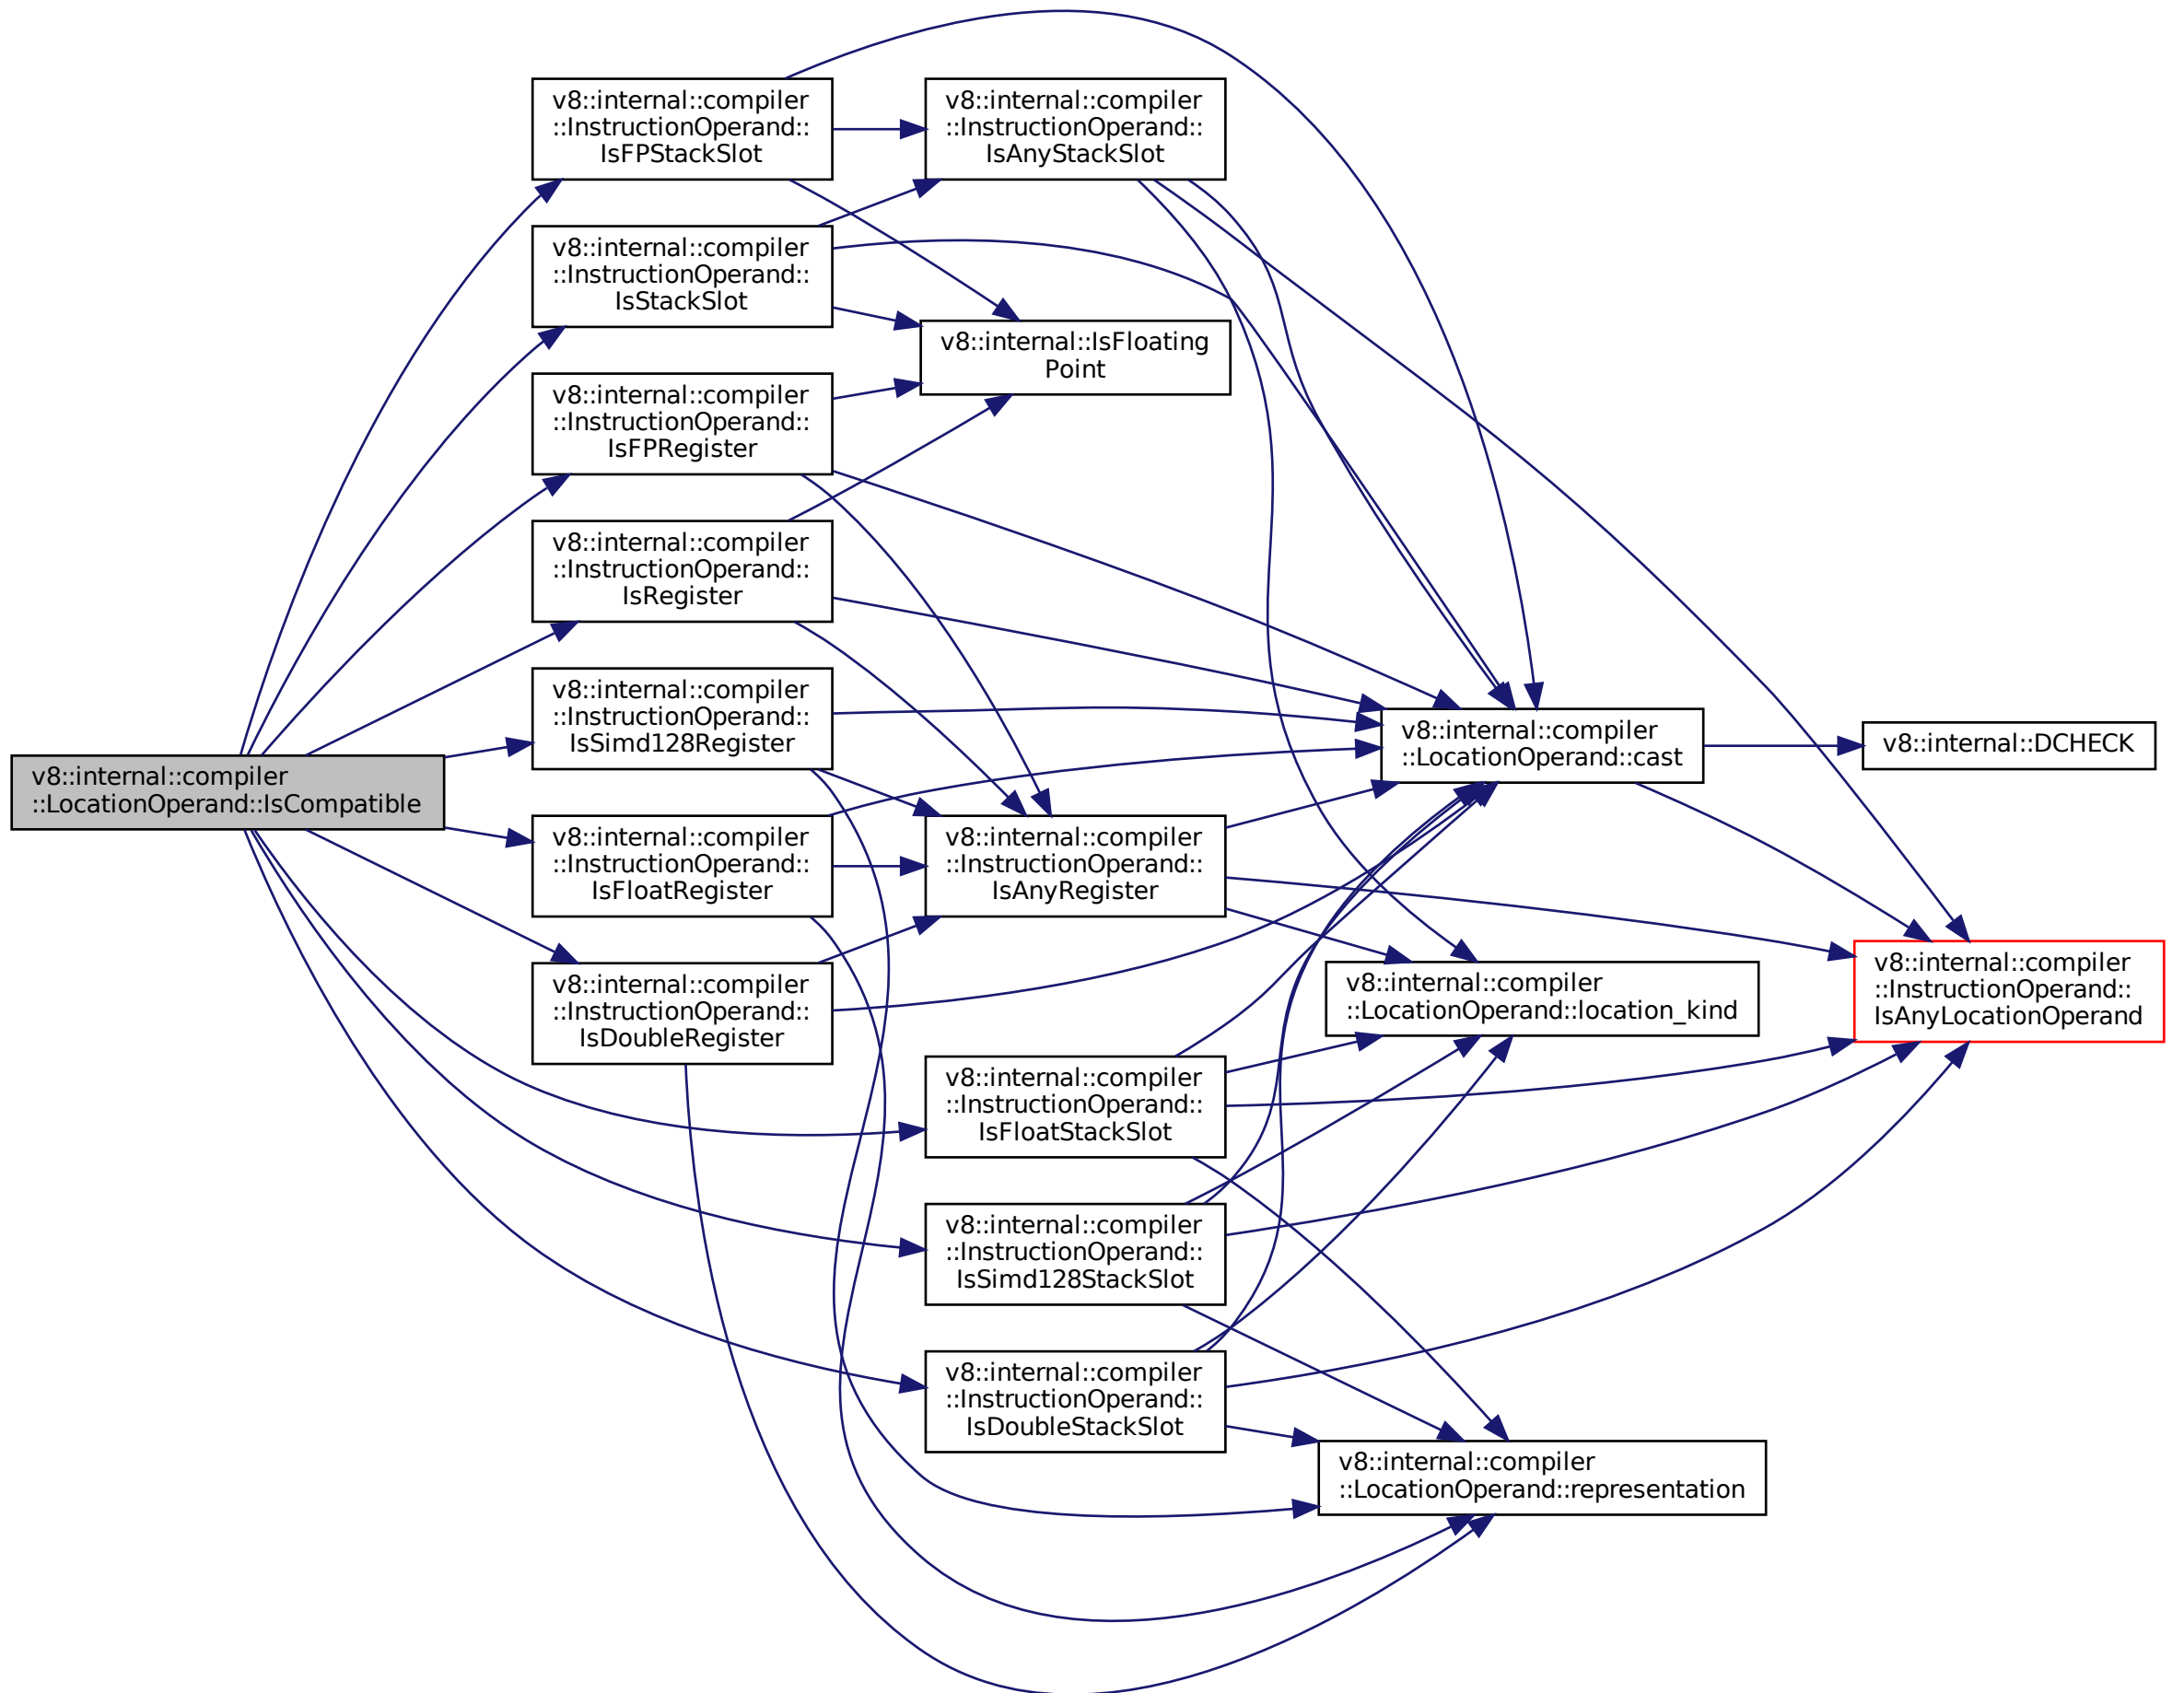 v8::internal::compiler
::LocationOperand::IsCompatible
v8::internal::compiler
::InstructionOperand::
IsFPStackSlot
v8::internal::compiler
::InstructionOperand::
IsStackSlot
v8::internal::compiler
::InstructionOperand::
IsFPRegister
v8::internal::compiler
::InstructionOperand::
IsRegister
v8::internal::compiler
::InstructionOperand::
IsSimd128Register
v8::internal::compiler
::InstructionOperand::
IsFloatRegister
v8::internal::compiler
::InstructionOperand::
IsDoubleRegister
v8::internal::compiler
::InstructionOperand::
IsAnyStackSlot
v8::internal::IsFloating
Point
v8::internal::compiler
::InstructionOperand::
IsAnyRegister
v8::internal::compiler
::InstructionOperand::
IsFloatStackSlot
v8::internal::compiler
::InstructionOperand::
IsSimd128StackSlot
v8::internal::compiler
::InstructionOperand::
IsDoubleStackSlot
v8::internal::compiler
::LocationOperand::cast
v8::internal::compiler
::LocationOperand::location_kind
v8::internal::compiler
::LocationOperand::representation
v8::internal::DCHECK
v8::internal::compiler
::InstructionOperand::
IsAnyLocationOperand